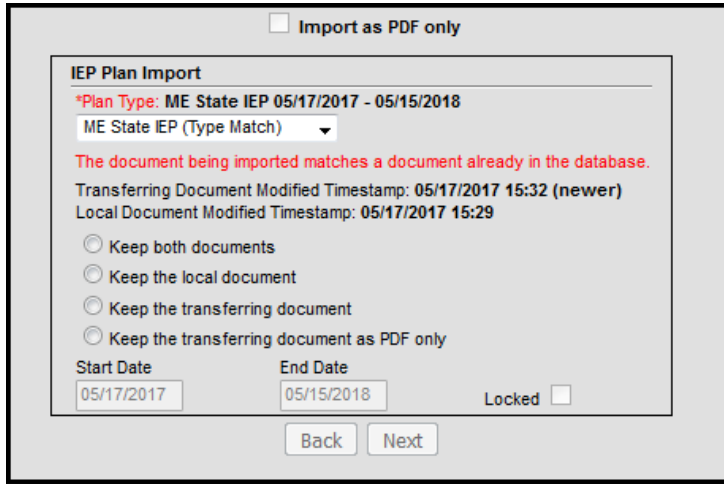 Import as PDF only
IEP Plan Import
*Plan Type: ME State IEP 05/17/2017 - 05/15/2018
ME State IEP (Type Match)
The document being imported matches a document already in the database.
Transferring Document Modified Timestamp: 05/17/2017 15:32 (newer)
Local Document Modified Timestamp: 05/17/2017 15:29
Keep both documents
Keep the local document
Keep the transferring document
Keep the transferring document as PDF only
Start Date End Date
05/17/2017 05/15/2018 Locked
Back Next